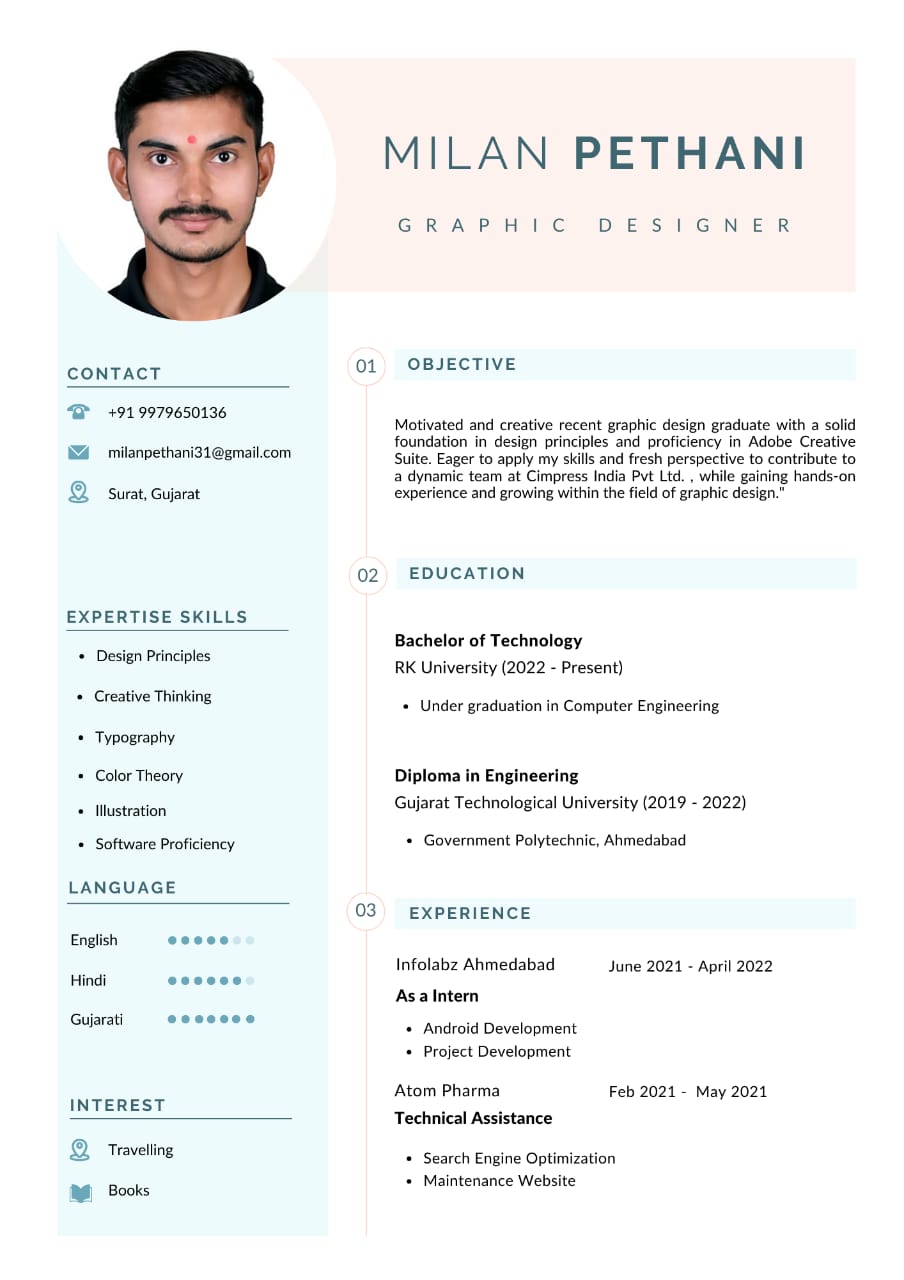 MILAN PETHANI
GRAPHIC DESIGNER
CONTACT
+91 9979650136
milanpethani31@gmail.com
Surat, Gujarat
EXPERTISE SKILLS
• Design Principles
• Creative Thinking
• Typography
• Color Theory
• Illustration
• Software Proficiency
LANGUAGE
English
Hindi
Gujarati
INTEREST
Travelling
Books
01 OBJECTIVE
Motivated and creative recent graphic design graduate with a solid
foundation in design principles and proficiency in Adobe Creative
Suite. Eager to apply my skills and fresh perspective to contribute to
a dynamic team at Cimpress India Pvt Ltd. , while gaining hands-on
experience and growing within the field of graphic design."
02 EDUCATION
Bachelor of Technology
RK University (2022 - Present)
• Under graduation in Computer Engineering
Diploma in Engineering
Gujarat Technological University (2019 - 2022)
• Government Polytechnic, Ahmedabad
03 EXPERIENCE
Infolabz Ahmedabad June 2021 - April 2022
As a Intern
• Android Development
• Project Development
Atom Pharma Feb 2021 - May 2021
Technical Assistance
• Search Engine Optimization
• Maintenance Website